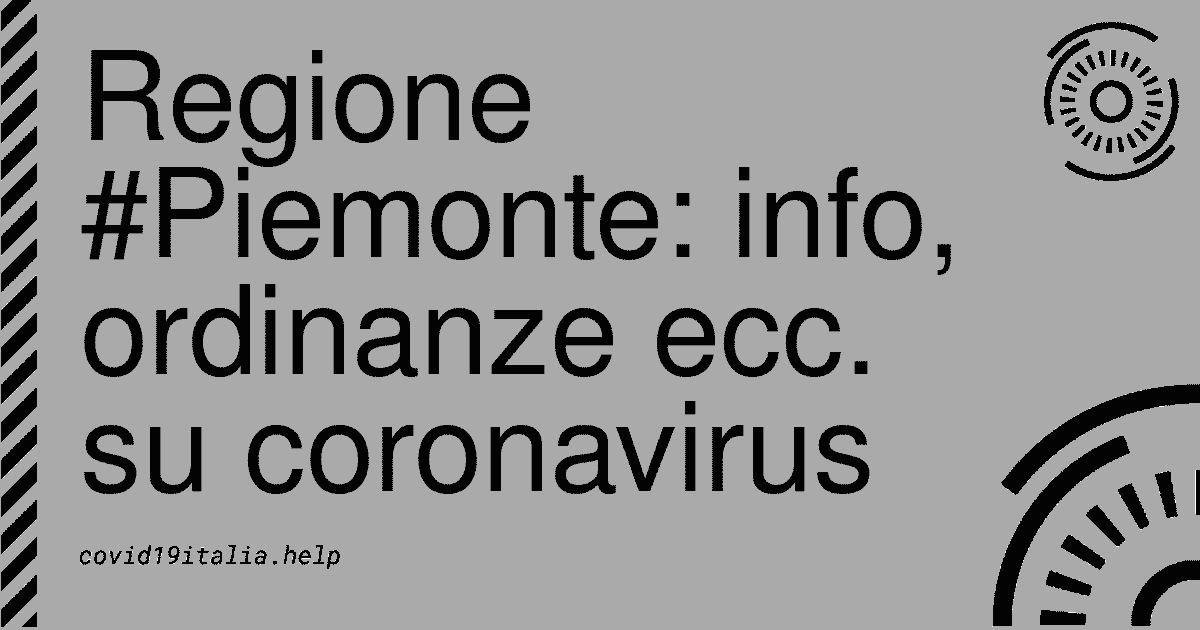 Regione
#Piemonte: info,
ordinanze ecc.
su coronavirus
covid19italia.help